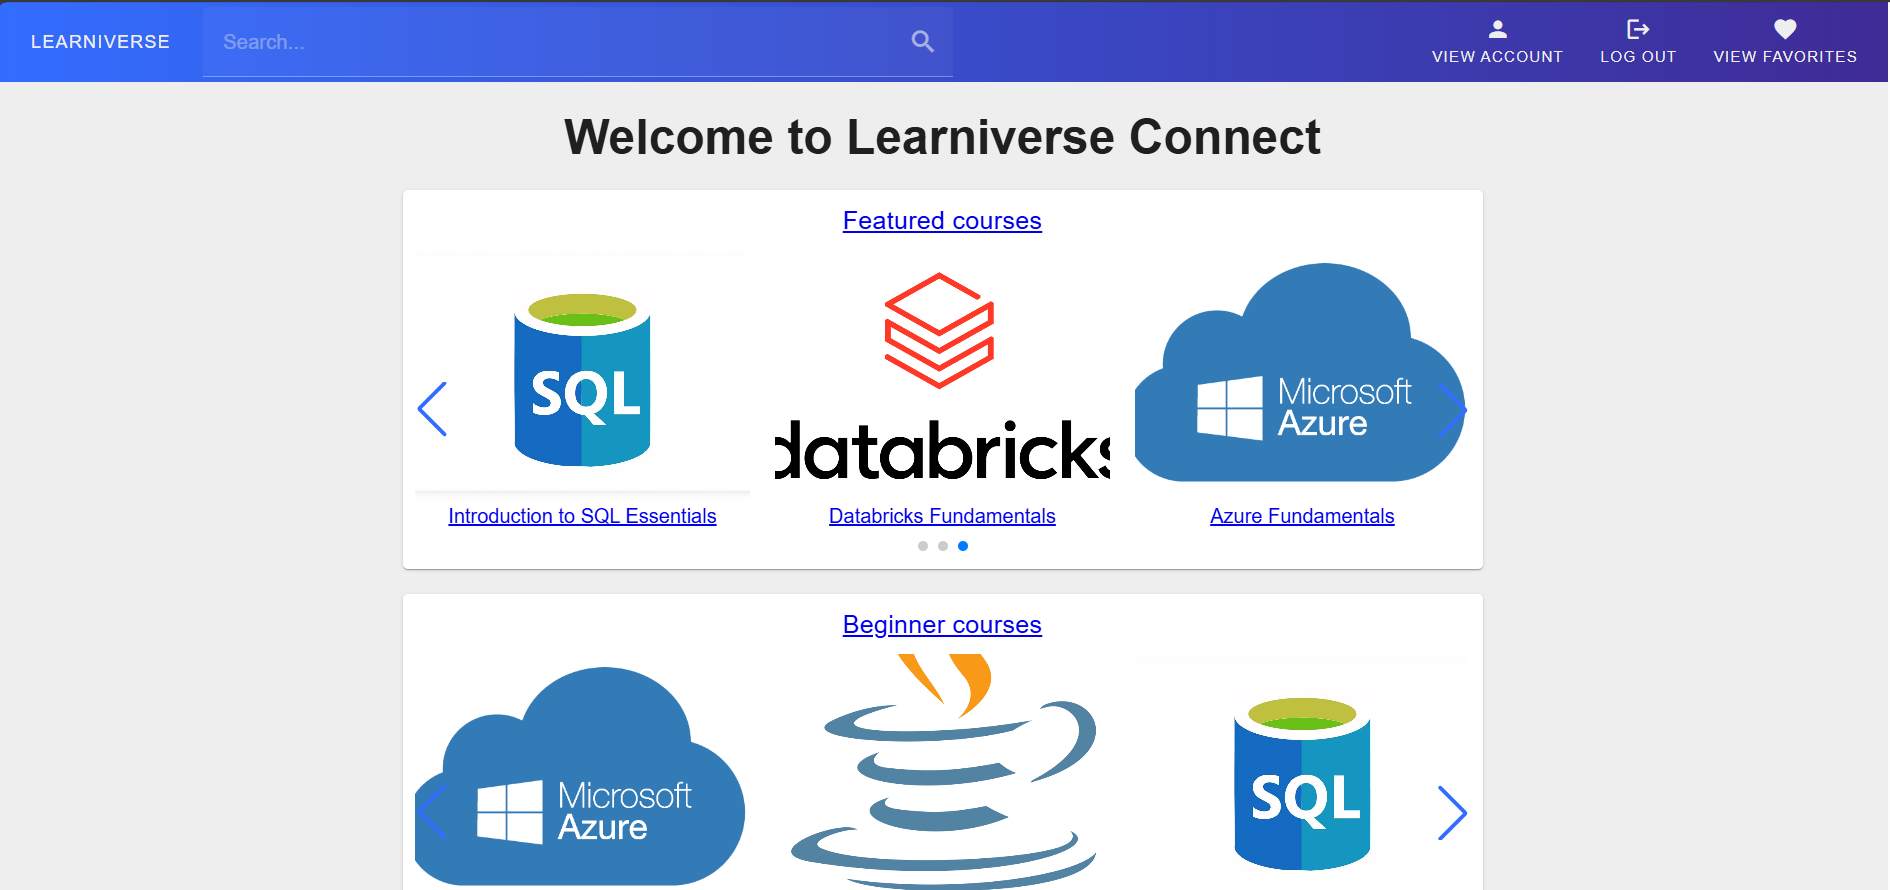 LEARNIVERSE
Search...
VIEW ACCOUNT
LOG OUT
VIEW FAVORITES
Welcome to Learniverse Connect
Featured courses
SQL
databricks
Microsoft
Azure
Introduction to SQL Essentials
Databricks Fundamentals
Azure Fundamentals
Beginner courses
Microsoft
Azure
SQL